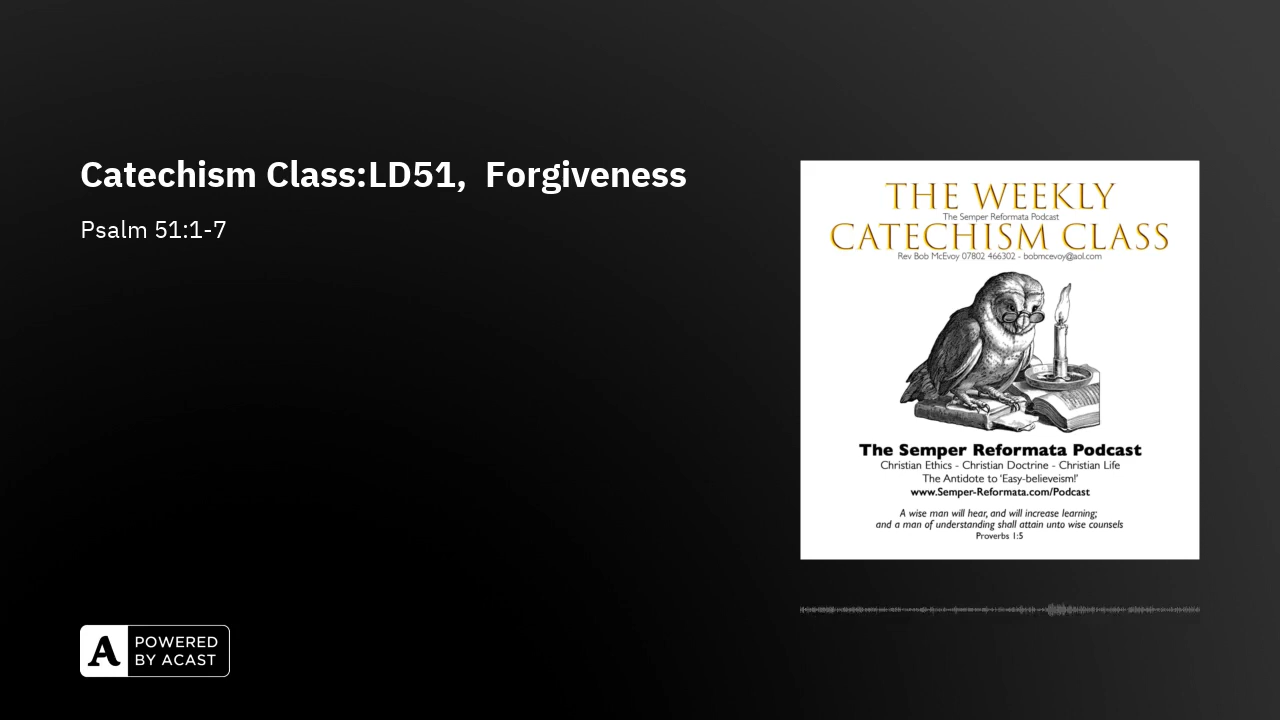 Catechism Class:LD51,  Forgiveness
Psalm 51:1-7
THE WEEKLY
The Semper Reformata Podcast
CATECHISM CLASS
Rev Bob McEvoy 07802 466302 - bobmcevoy@aol.com
The Semper Reformata Podcast
Christian Ethics - Christian Doctrine - Christian Life
The Antidote to 'Easy-believeism!'
www.Semper-Reformata.com/Podcast
A wise man will hear, and will increase learning;
and a man of understanding shall attain unto wise counsels
Proverbs 1:5
A POWERED
BY ACAST